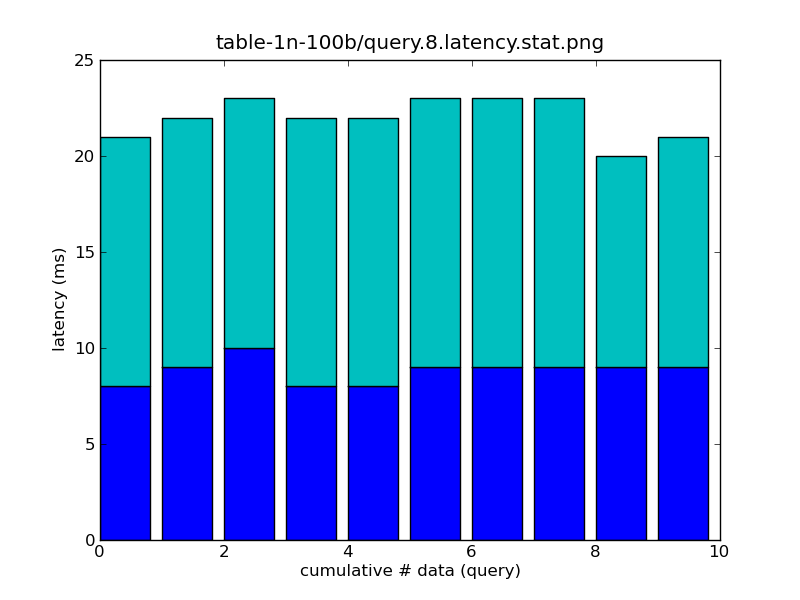 table-1n-100b/query.8.latency.stat.png
25
20
15
10
5
0
latency (ms)
0 2 4 6 8 10
cumulative # data (query)